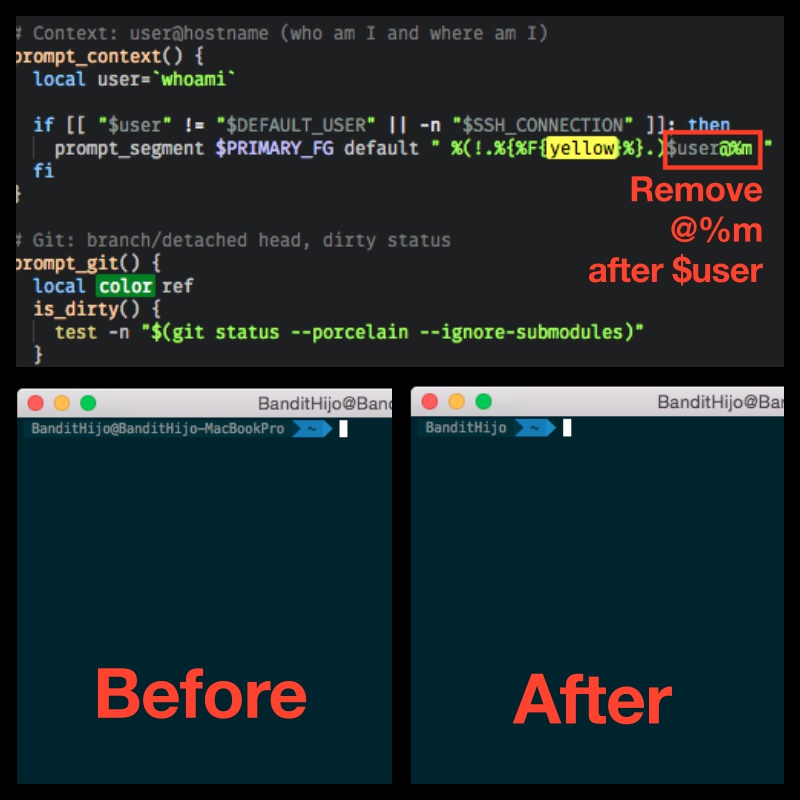 # Context: user@hostname (who am I and where am I)
prompt_context() {
local user=`whoami`
if [[ "$user" != "$DEFAULT_USER" || -n "$SSH_CONNECTION" ]]; then
prompt_segment $PRIMARY_FG default " %(!.%{%F{yellow}%}.)$user@%m "
fi
}
Remove
@%m
after $user
# Git: branch/detached head, dirty status
prompt_git() {
local color ref
is_dirty() {
test -n "$(git status --porcelain --ignore-submodules)"
}
BanditHijo@Band
BanditHijo@BanditHijo-MacBookPro ~
Before
BanditHijo@Bar
BanditHijo ~
After